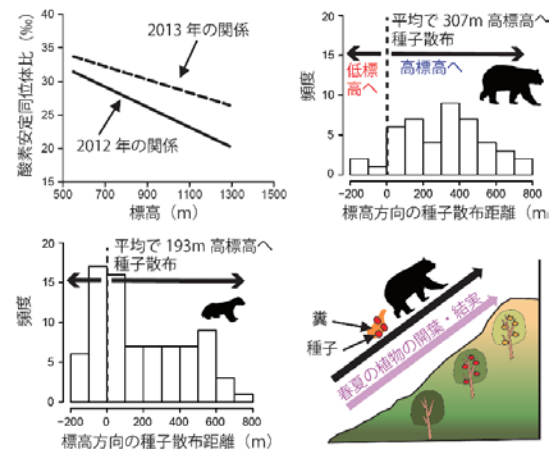 酸素安定同位体比（‰）
40
35
30
25
20
15
2013 年の関係
2012 年の関係
500
700
900
1100
1300
1500
標高（m）
平均で 307m 高標高へ
種子散布
低標
高へ
高標高へ
頻度
20
15
10
5
0
-200
0
200
400
600
800
標高方向の種子散布距離（m
平均で 193m 高標高へ
種子散布
頻度
20
15
10
5
0
-200
0
200
400
600
800
標高方向の種子散布距離（m）
糞
種子
春夏の植物の開葉・結実